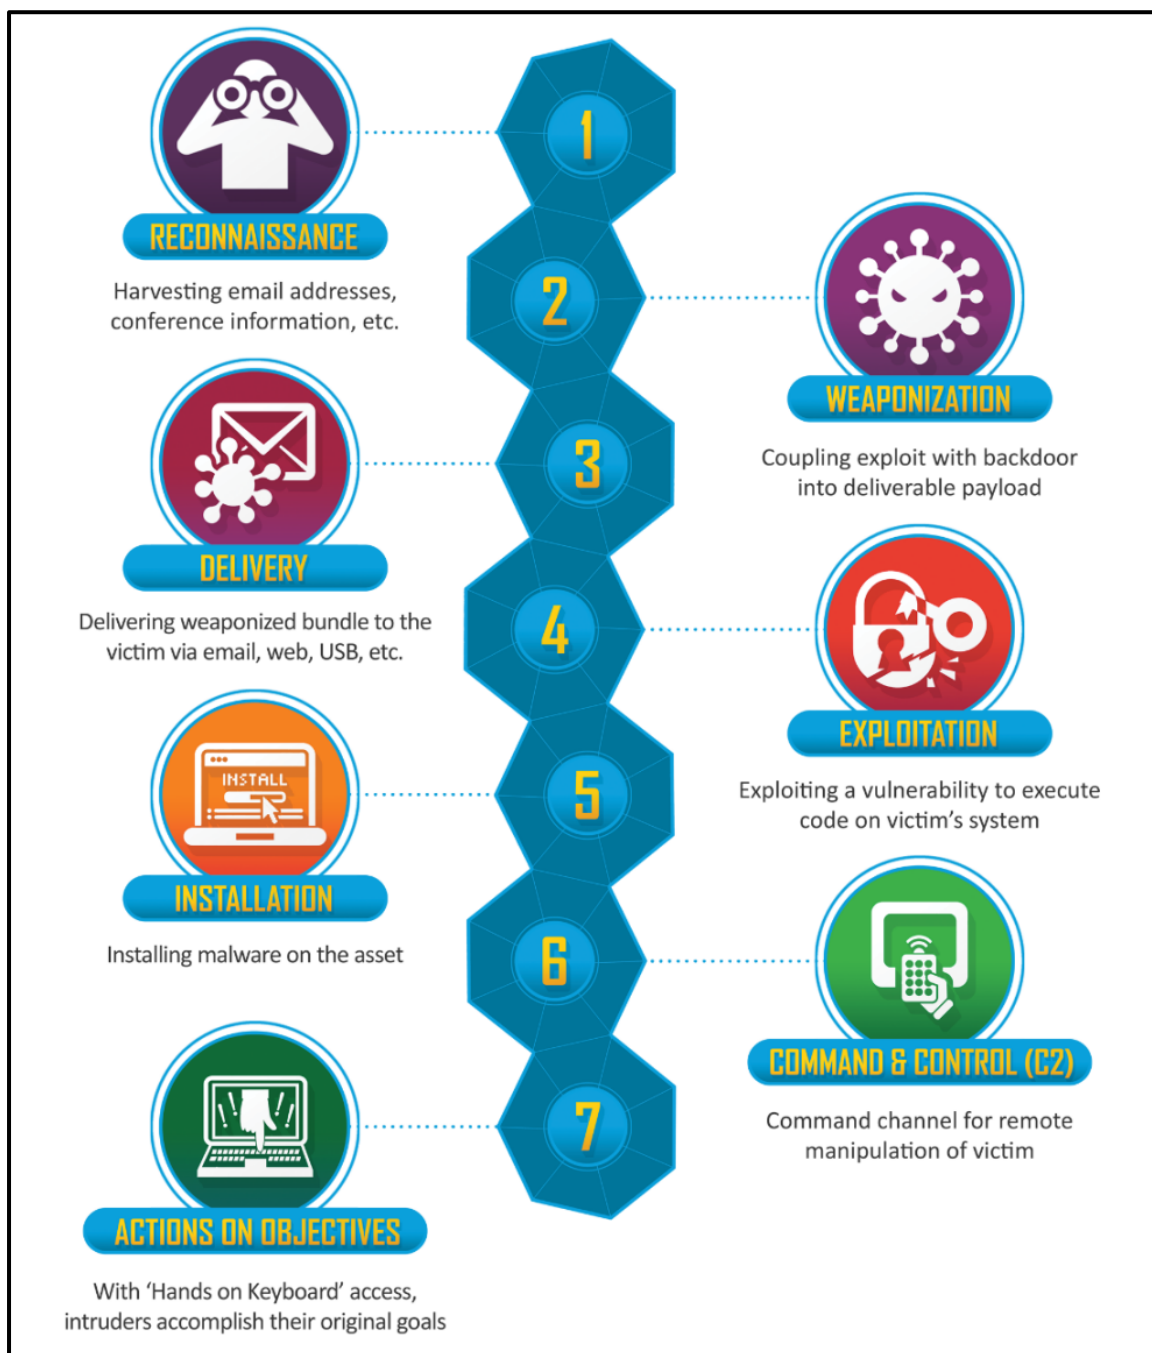 1
RECONNAISSANCE
Harvesting email addresses,
conference information, etc.
2
WEAPONIZATION
Coupling exploit with backdoor
into deliverable payload
3
DELIVERY
Delivering weaponized bundle to the
victim via email, web, USB, etc.
4
EXPLOITATION
Exploiting a vulnerability to execute
code on victim’s system
5
INSTALL
INSTALLATION
Installing malware on the asset
6
COMMAND & CONTROL (C2)
Command channel for remote
manipulation of victim
7
ACTIONS ON OBJECTIVES
With ‘Hands on Keyboard’ access,
intruders accomplish their original goals